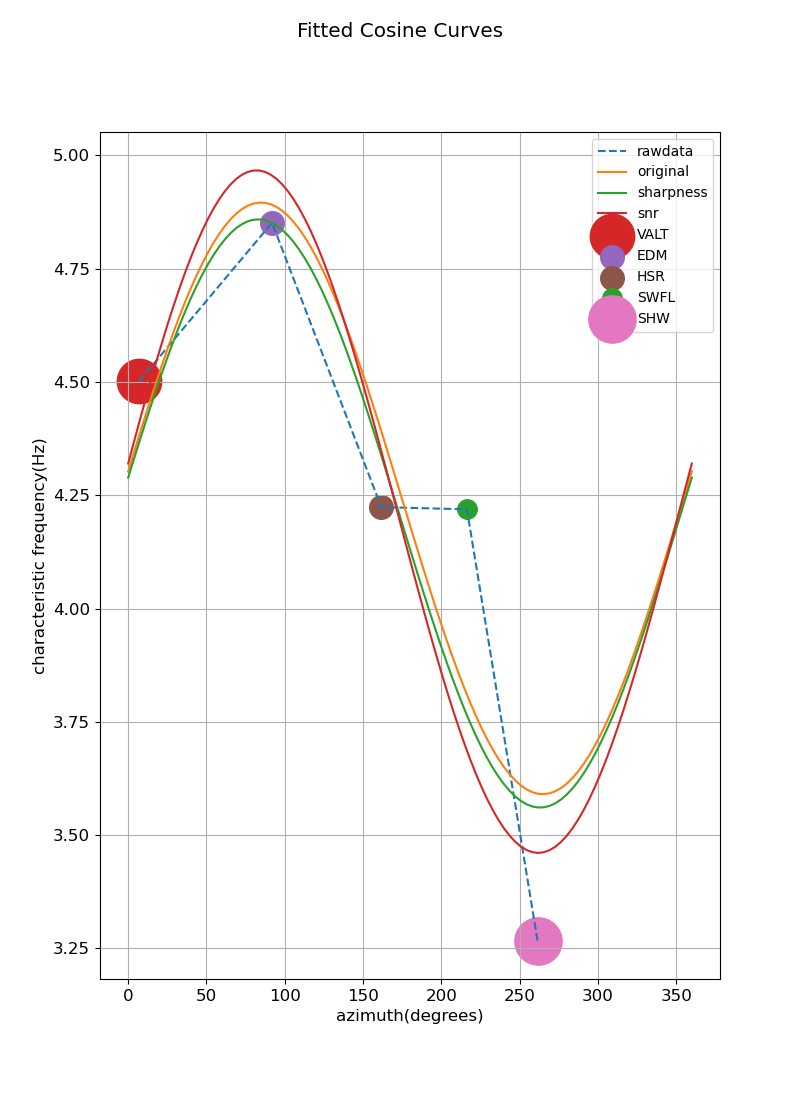 Fitted Cosine Curves
5.00
4.75
4.50
4.25
4.00
3.75
3.50
3.25
characteristic frequency(Hz)
rawdata
original
sharpness
snr
VALT
EDM
HSR
SWFL
SHW
0 50 100 150 200 250 300 350
azimuth(degrees)